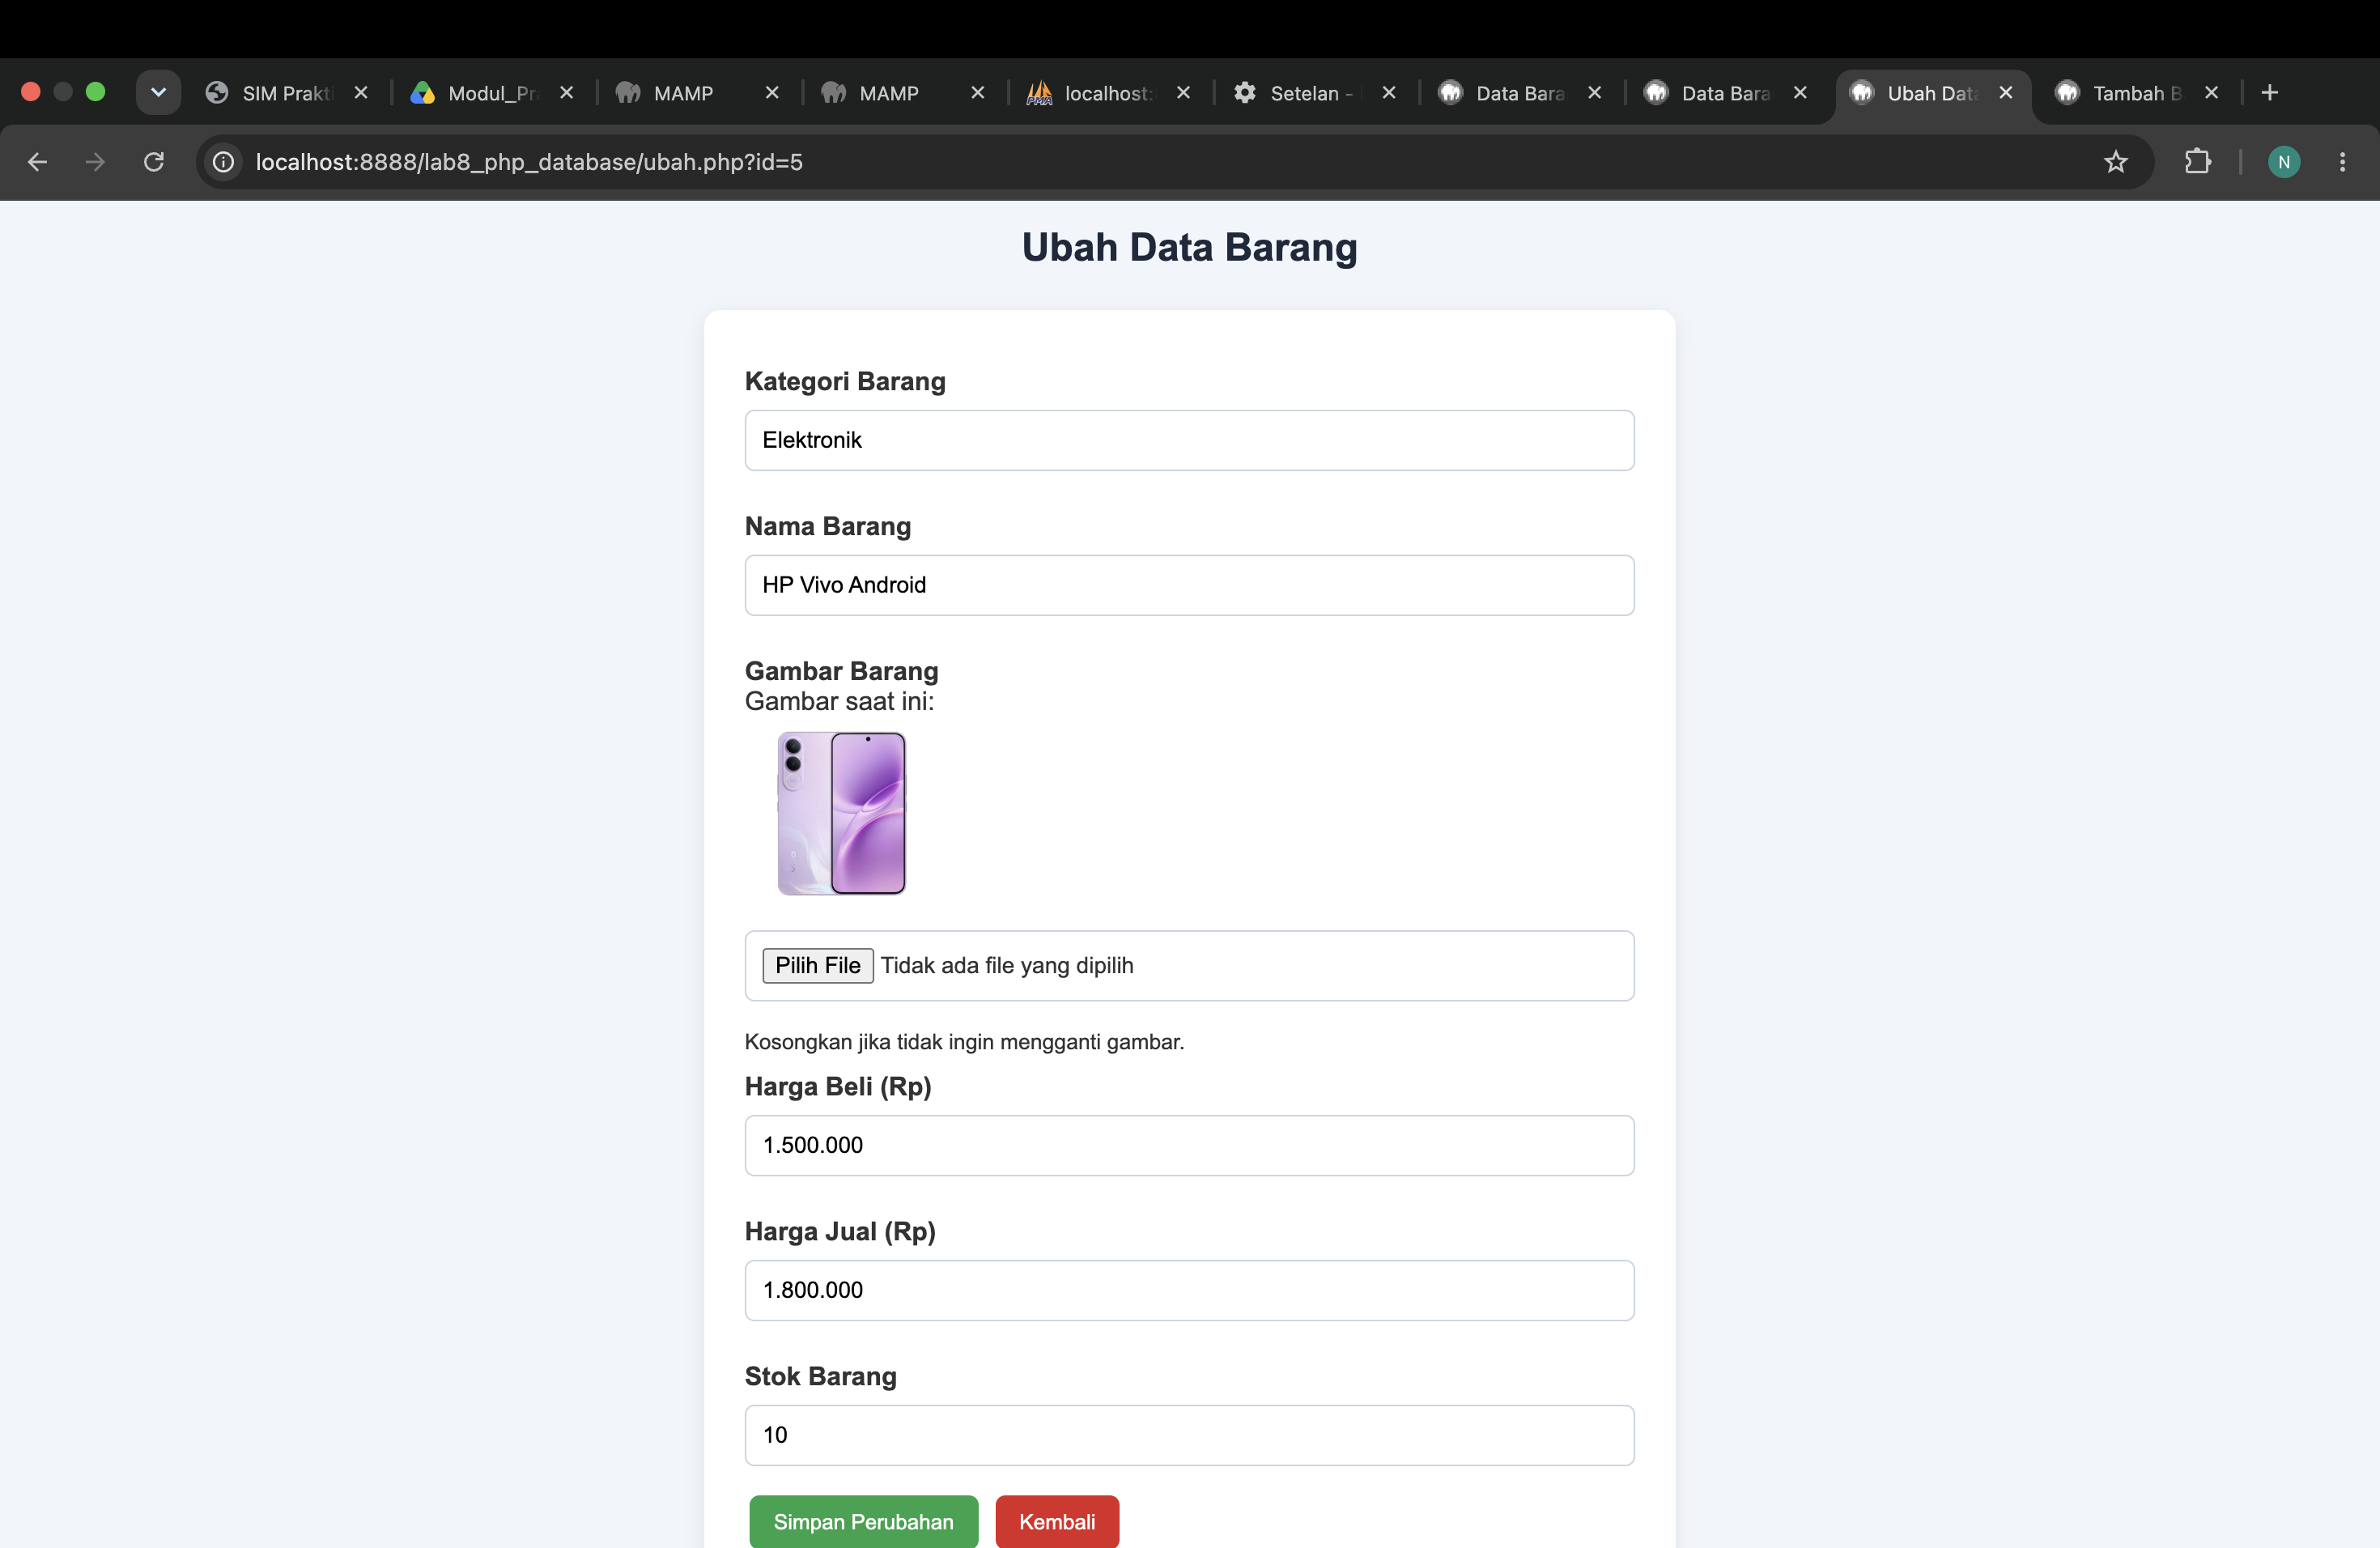 SIM Prakti
Modul_Pra
MAMP
MAMP
localhost:
Setelan -
Data Bara
Data Bara
Ubah Data
Tambah B
localhost:8888/lab8_php_database/ubah.php?id=5
N
Ubah Data Barang
Kategori Barang
Elektronik
Nama Barang
HP Vivo Android
Gambar Barang
Gambar saat ini:
Pilih File Tidak ada file yang dipilih
Kosongkan jika tidak ingin mengganti gambar.
Harga Beli (Rp)
1.500.000
Harga Jual (Rp)
1.800.000
Stok Barang
10
Simpan Perubahan Kembali